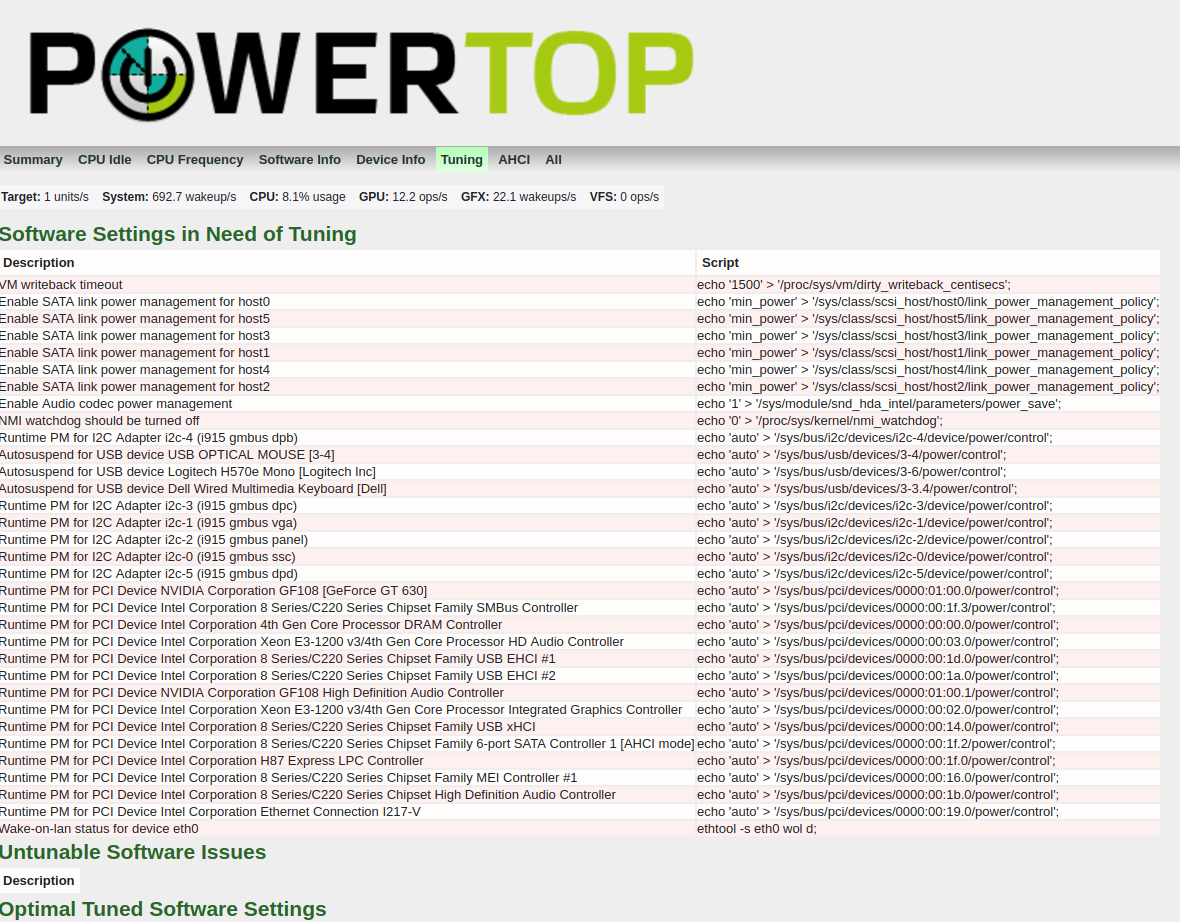 POWERTOP
Summary CPU Idle CPU Frequency Software Info Device Info Tuning AHCI All
Target: 1 units/s System: 692.7 wakeup/s CPU: 8.1% usage GPU: 12.2 ops/s GFX: 22.1 wakeups/s VFS: 0 ops/s
Software Settings in Need of Tuning
Description Script
VM writeback timeout echo '1500' > '/proc/sys/vm/dirty_writeback_centisecs';
Enable SATA link power management for host0 echo 'min_power' > '/sys/class/scsi_host/host0/link_power_management_policy';
Enable SATA link power management for host5 echo 'min_power' > '/sys/class/scsi_host/host5/link_power_management_policy';
Enable SATA link power management for host3 echo 'min_power' > '/sys/class/scsi_host/host3/link_power_management_policy';
Enable SATA link power management for host1 echo 'min_power' > '/sys/class/scsi_host/host1/link_power_management_policy';
Enable SATA link power management for host4 echo 'min_power' > '/sys/class/scsi_host/host4/link_power_management_policy';
Enable SATA link power management for host2 echo 'min_power' > '/sys/class/scsi_host/host2/link_power_management_policy';
Enable Audio codec power management echo '1' > '/sys/module/snd_hda_intel/parameters/power_save';
NMI watchdog should be turned off echo '0' > '/proc/sys/kernel/nmi_watchdog';
Runtime PM for I2C Adapter i2c-4 (i915 gmbus dpb) echo 'auto' > '/sys/bus/i2c/devices/i2c-4/device/power/control';
Autosuspend for USB device USB OPTICAL MOUSE [3-4] echo 'auto' > '/sys/bus/usb/devices/3-4/power/control';
Autosuspend for USB device Logitech H570e Mono [Logitech Inc] echo 'auto' > '/sys/bus/usb/devices/3-6/power/control';
Autosuspend for USB device Dell Wired Multimedia Keyboard [Dell] echo 'auto' > '/sys/bus/usb/devices/3-3.4/power/control';
Runtime PM for I2C Adapter i2c-3 (i915 gmbus dpc) echo 'auto' > '/sys/bus/i2c/devices/i2c-3/device/power/control';
Runtime PM for I2C Adapter i2c-1 (i915 gmbus vga) echo 'auto' > '/sys/bus/i2c/devices/i2c-1/device/power/control';
Runtime PM for I2C Adapter i2c-2 (i915 gmbus panel) echo 'auto' > '/sys/bus/i2c/devices/i2c-2/device/power/control';
Runtime PM for I2C Adapter i2c-0 (i915 gmbus ssc) echo 'auto' > '/sys/bus/i2c/devices/i2c-0/device/power/control';
Runtime PM for I2C Adapter i2c-5 (i915 gmbus dpd) echo 'auto' > '/sys/bus/i2c/devices/i2c-5/device/power/control';
Runtime PM for PCI Device NVIDIA Corporation GF108 [GeForce GT 630] echo 'auto' > '/sys/bus/pci/devices/0000:01:00.0/power/control';
Runtime PM for PCI Device Intel Corporation 8 Series/C220 Series Chipset Family SMBus Controller echo 'auto' > '/sys/bus/pci/devices/0000:00:1f.3/power/control';
Runtime PM for PCI Device Intel Corporation 4th Gen Core Processor DRAM Controller echo 'auto' > '/sys/bus/pci/devices/0000:00:00.0/power/control';
Runtime PM for PCI Device Intel Corporation Xeon E3-1200 v3/4th Gen Core Processor HD Audio Controller echo 'auto' > '/sys/bus/pci/devices/0000:00:03.0/power/control';
Runtime PM for PCI Device Intel Corporation 8 Series/C220 Series Chipset Family USB EHCI #1 echo 'auto' > '/sys/bus/pci/devices/0000:00:1d.0/power/control';
Runtime PM for PCI Device Intel Corporation 8 Series/C220 Series Chipset Family USB EHCI #2 echo 'auto' > '/sys/bus/pci/devices/0000:00:1a.0/power/control';
Runtime PM for PCI Device NVIDIA Corporation GF108 High Definition Audio Controller echo 'auto' > '/sys/bus/pci/devices/0000:01:00.1/power/control';
Runtime PM for PCI Device Intel Corporation Xeon E3-1200 v3/4th Gen Core Processor Integrated Graphics Controller echo 'auto' > '/sys/bus/pci/devices/0000:00:02.0/power/control';
Runtime PM for PCI Device Intel Corporation 8 Series/C220 Series Chipset Family USB xHCI echo 'auto' > '/sys/bus/pci/devices/0000:00:14.0/power/control';
Runtime PM for PCI Device Intel Corporation 8 Series/C220 Series Chipset Family 6-port SATA Controller 1 [AHCI mode] echo 'auto' > '/sys/bus/pci/devices/0000:00:1f.2/power/control';
Runtime PM for PCI Device Intel Corporation H87 Express LPC Controller echo 'auto' > '/sys/bus/pci/devices/0000:00:1f.0/power/control';
Runtime PM for PCI Device Intel Corporation 8 Series/C220 Series Chipset Family MEI Controller #1 echo 'auto' > '/sys/bus/pci/devices/0000:00:16.0/power/control';
Runtime PM for PCI Device Intel Corporation 8 Series/C220 Series Chipset High Definition Audio Controller echo 'auto' > '/sys/bus/pci/devices/0000:00:1b.0/power/control';
Runtime PM for PCI Device Intel Corporation Ethernet Connection I217-V echo 'auto' > '/sys/bus/pci/devices/0000:00:19.0/power/control';
Wake-on-lan status for device eth0 ethtool -s eth0 wol d;
Untunable Software Issues
Description
Optimal Tuned Software Settings